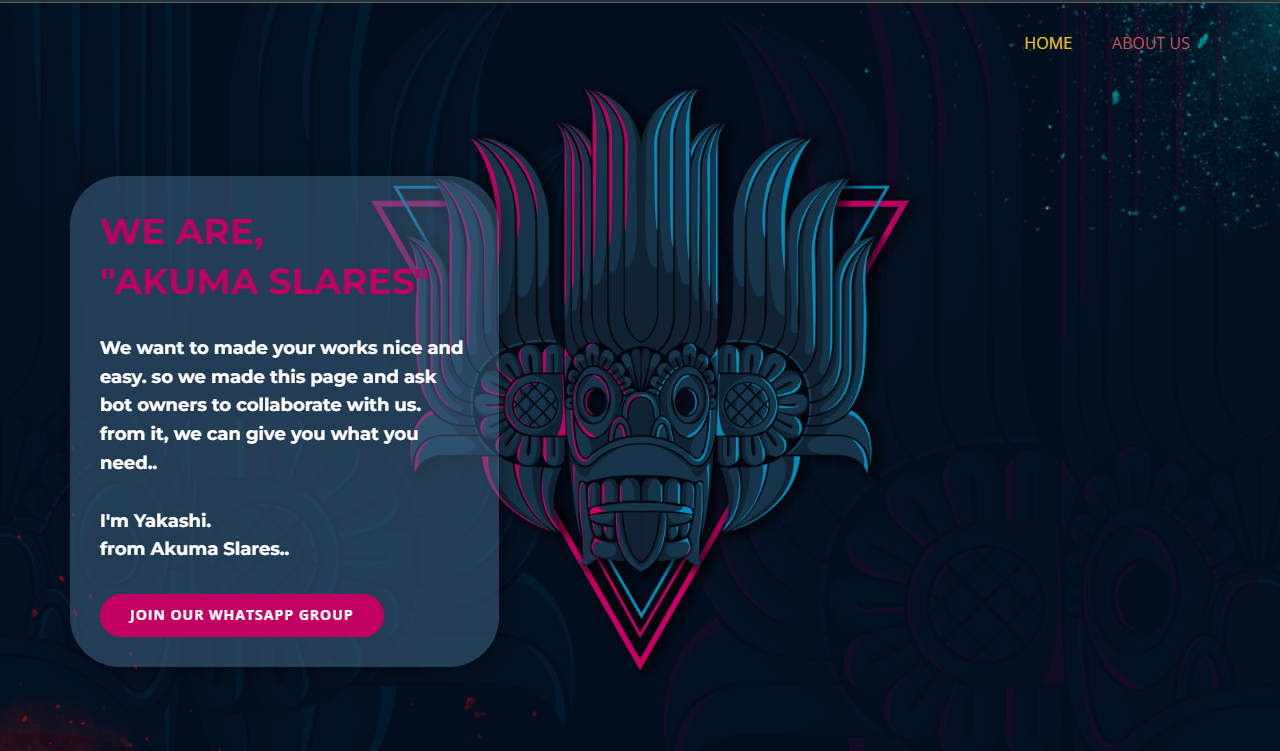 HOME ABOUT US
WE ARE,
"AKUMA SLARES"
We want to made your works nice and
easy. so we made this page and ask
bot owners to collaborate with us.
from it, we can give you what you
need..
I'm Yakashi.
from Akuma Slares..
JOIN OUR WHATSAPP GROUP